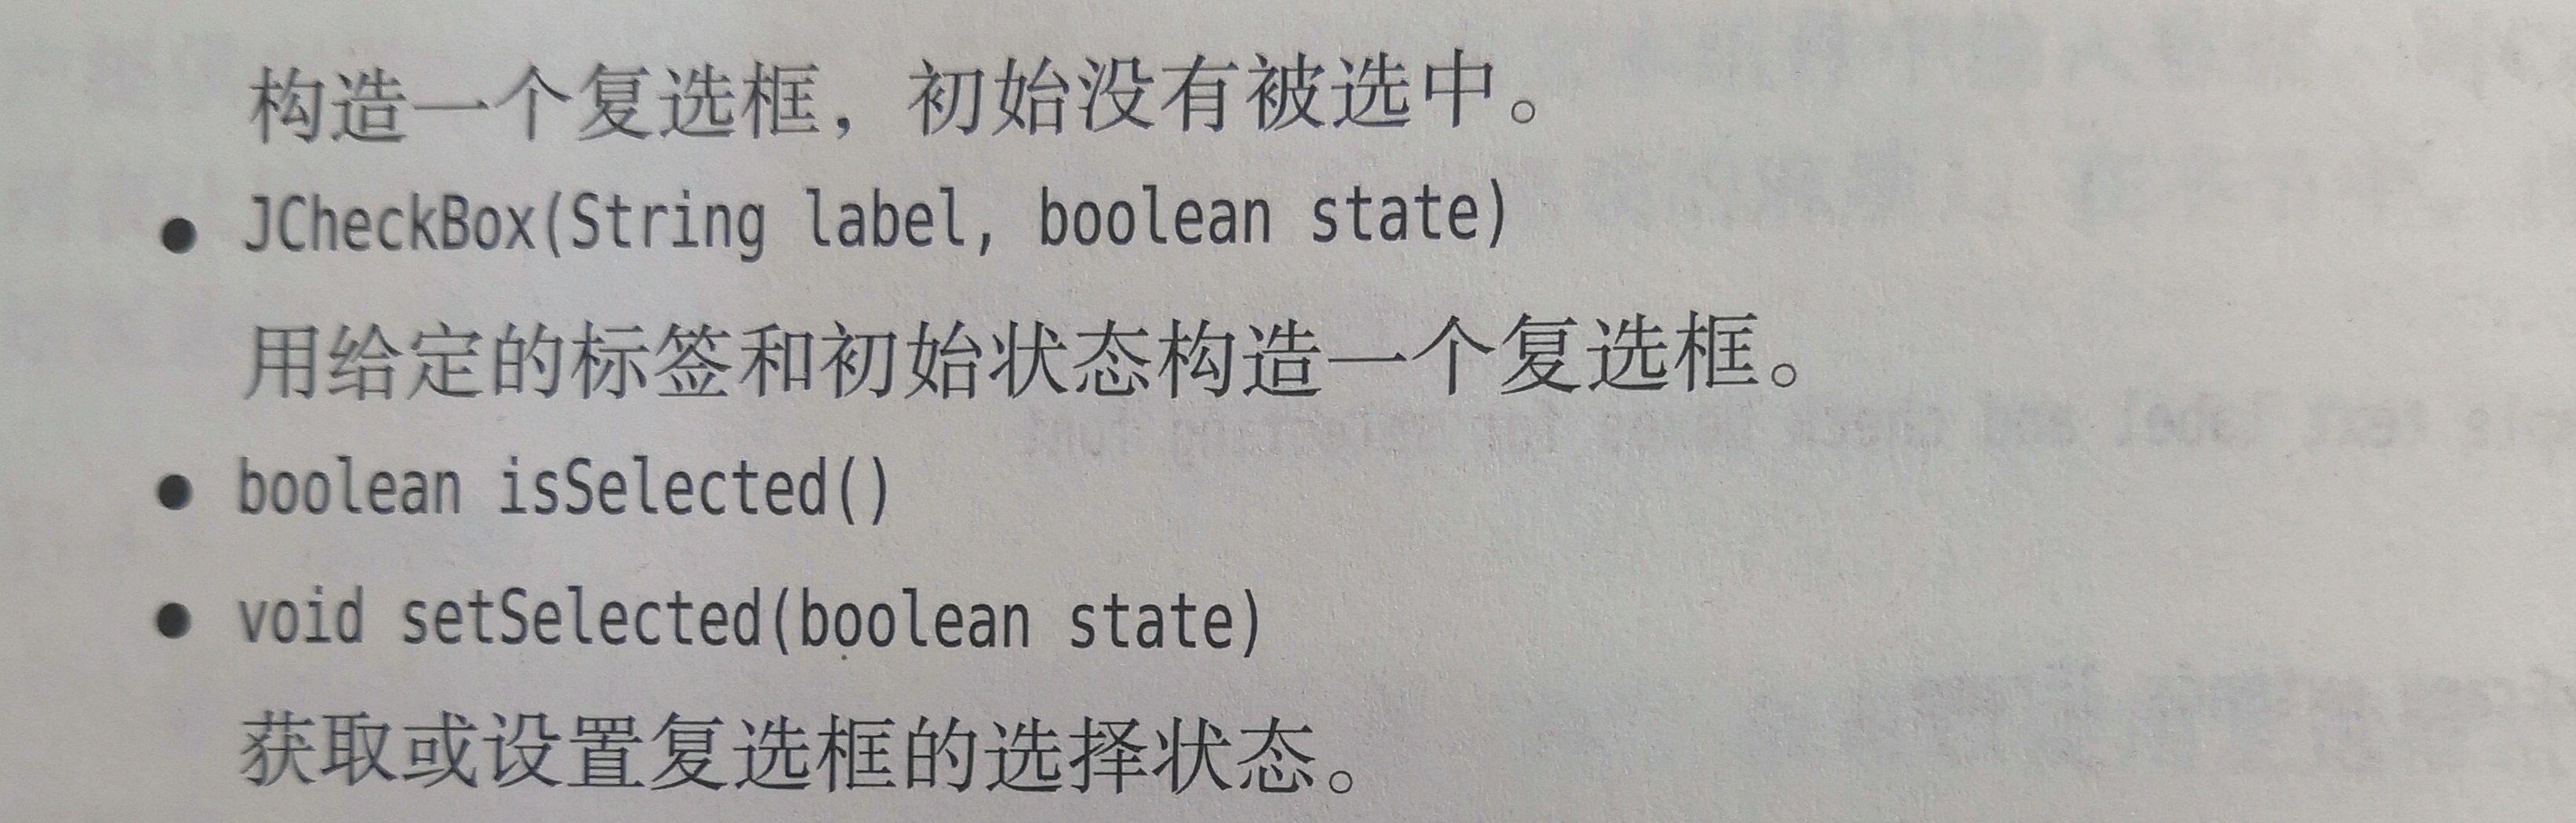 构造一个复选框，初始没有被选中。
● JCheckBox(String label, boolean state)
用给定的标签和初始状态构造一个复选框。
● boolean isSelected()
● void setSelected(boolean state)
获取或设置复选框的选择状态。